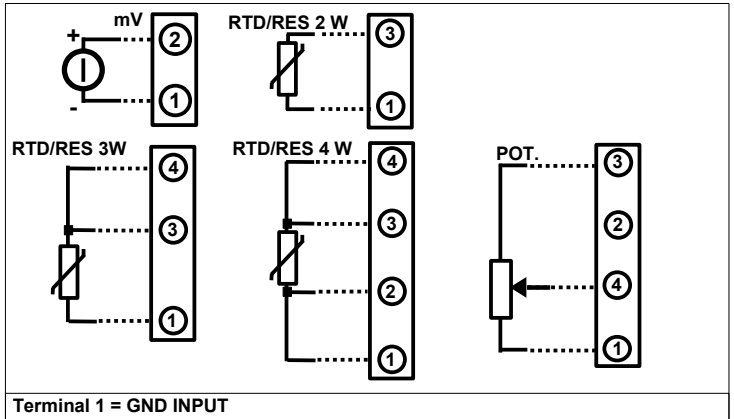 mV
+
2
-
1
RTD/RES 2 W
3
1
RTD/RES 3W
4
3
1
RTD/RES 4 W
4
3
2
1
POT.
3
2
4
1
Terminal 1 = GND INPUT